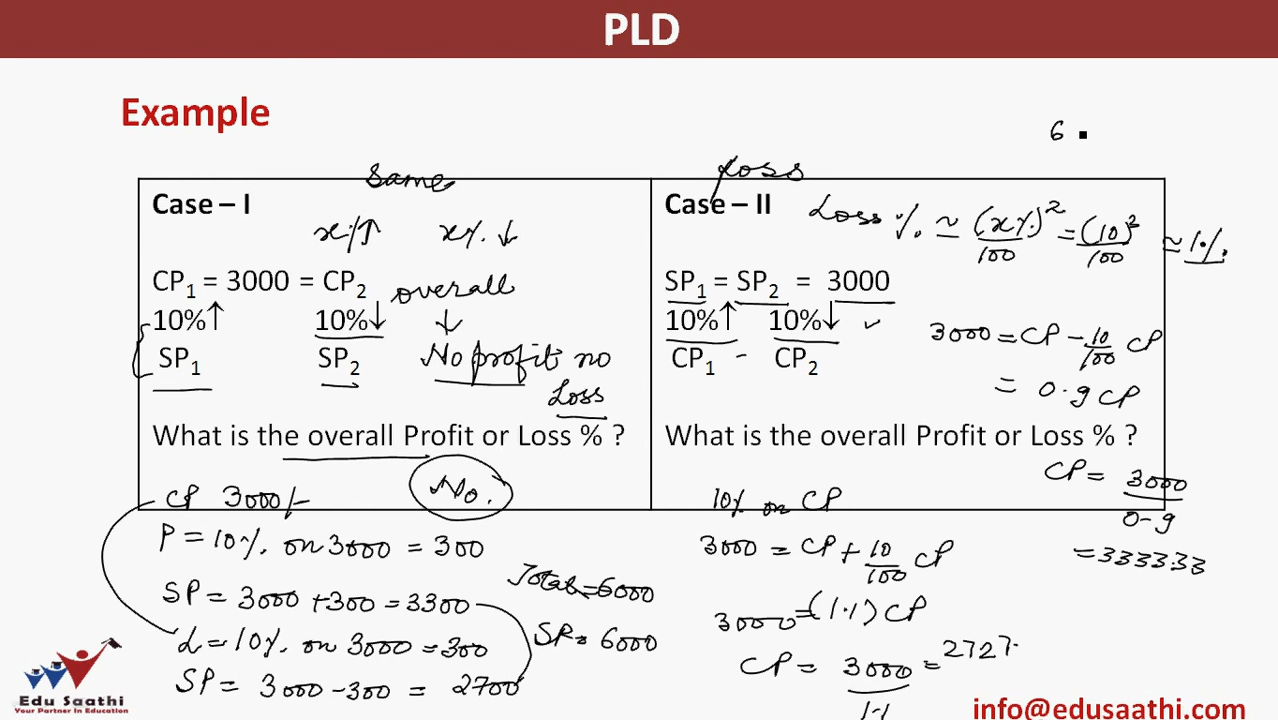 PLD
Example
6 .
Same
Loss
Case – I
Case – II
x%↑ x%↓
Loss % ≈ (x%)²/100 = (10)²/100 ≈ 1%.
CP₁ = 3000 = CP₂
overall
SP₁ = SP₂ = 3000
10%↑ 10%↓ ↓
10%↑ 10%↓ ✓
3000 = CP - 10/100 CP
SP₁ SP₂ No profit no
Loss
CP₁ - CP₂
= 0.9 CP
What is the overall Profit or Loss % ?
What is the overall Profit or Loss % ?
No.
CP = 3000/0.9
= 3333.33
CP 3000/-
P = 10% on 3000 = 300
SP = 3000 + 300 = 3300
L = 10% on 3000 = 300
SP = 3000 - 300 = 2700
Total = 6000
SP = 6000
10% on CP
3000 = CP + 10/100 CP
3000 = (1.1) CP
CP = 3000/1.1 = 2727.
Edu Saathi
Your Partner In Education
info@edusaathi.com